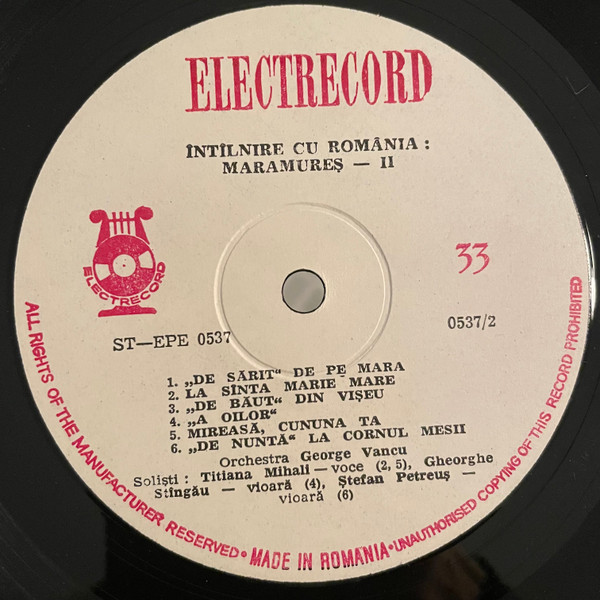 ELECTRECORD
ÎNTÎLNIRE CU ROMÂNIA :
MARAMUREȘ — II
ELECTRECORD
33
ST—EPE 0537
0537/2
1. „DE SĂRIT“ DE PE MARA
2. LA SÎNTA MARIE MARE
3. „DE BĂUT“ DIN VIȘEU
4. „A OILOR“
5. MIREASĂ, CUNUNA TA
6. „DE NUNTĂ“ LA CORNUL MESII
Orchestra George Vancu
Soliști : Titiana Mihali — voce (2, 5), Gheorghe
Stîngău — vioară (4), Ștefan Petreuș —
vioară (6)
ALL RIGHTS OF THE MANUFACTURER RESERVED • MADE IN ROMÂNIA • UNAUTHORISED COPYING OF THIS RECORD PROHIBITED